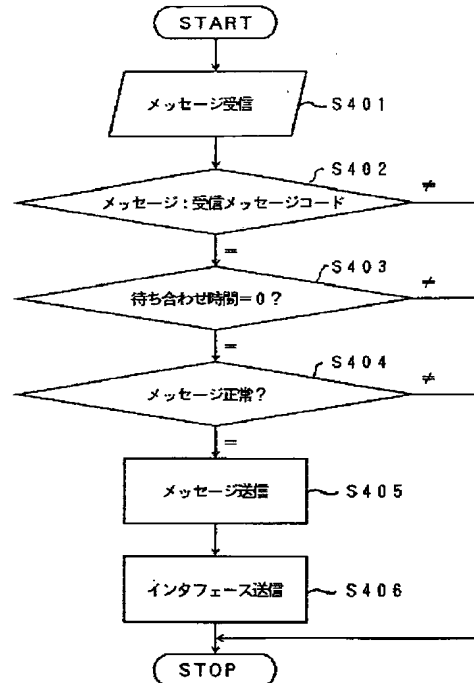 START
メッセージ受信
S401
S402
メッセージ:受信メッセージコード
≠
=
S403
待ち合わせ時間=0?
≠
=
S404
メッセージ正常?
≠
=
メッセージ送信
S405
インタフェース送信
S406
STOP